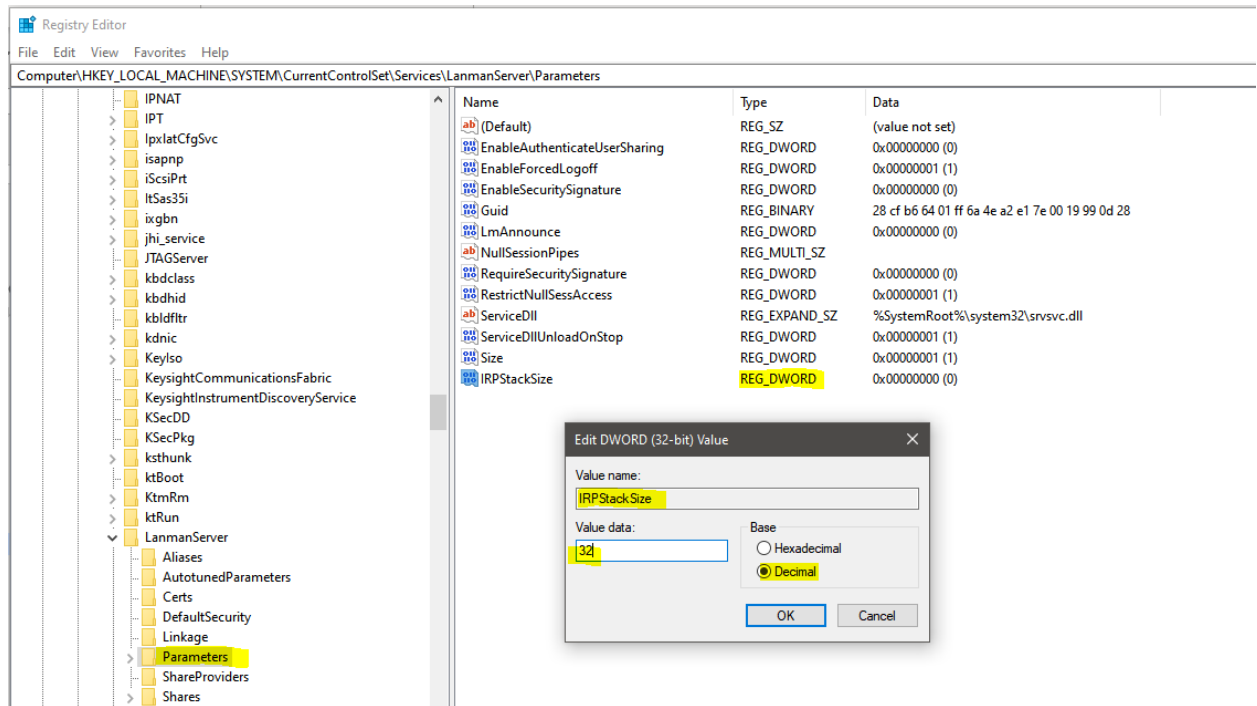 Registry Editor
File Edit View Favorites Help
Computer\HKEY_LOCAL_MACHINE\SYSTEM\CurrentControlSet\Services\LanmanServer\Parameters
IPNAT
IPT
IpxlatCfgSvc
isapnp
iScsiPrt
ItSas35i
ixgbn
jhi_service
JTAGServer
kbdclass
kbdhid
kbldfltr
kdnic
KeyIso
KeysightCommunicationsFabric
KeysightInstrumentDiscoveryService
KSecDD
KSecPkg
ksthunk
ktBoot
KtmRm
ktRun
LanmanServer
Aliases
AutotunedParameters
Certs
DefaultSecurity
Linkage
Parameters
ShareProviders
Shares
Name Type Data
(Default) REG_SZ (value not set)
EnableAuthenticateUserSharing REG_DWORD 0x00000000 (0)
EnableForcedLogoff REG_DWORD 0x00000001 (1)
EnableSecuritySignature REG_DWORD 0x00000000 (0)
Guid REG_BINARY 28 cf b6 64 01 ff 6a 4e a2 e1 7e 00 19 99 0d 28
LmAnnounce REG_DWORD 0x00000000 (0)
NullSessionPipes REG_MULTI_SZ
RequireSecuritySignature REG_DWORD 0x00000000 (0)
RestrictNullSessAccess REG_DWORD 0x00000001 (1)
ServiceDll REG_EXPAND_SZ %SystemRoot%\system32\srvsvc.dll
ServiceDllUnloadOnStop REG_DWORD 0x00000001 (1)
Size REG_DWORD 0x00000001 (1)
IRPStackSize REG_DWORD 0x00000000 (0)
Edit DWORD (32-bit) Value
Value name:
IRPStackSize
Value data:
32
Base
Hexadecimal
Decimal
OK Cancel